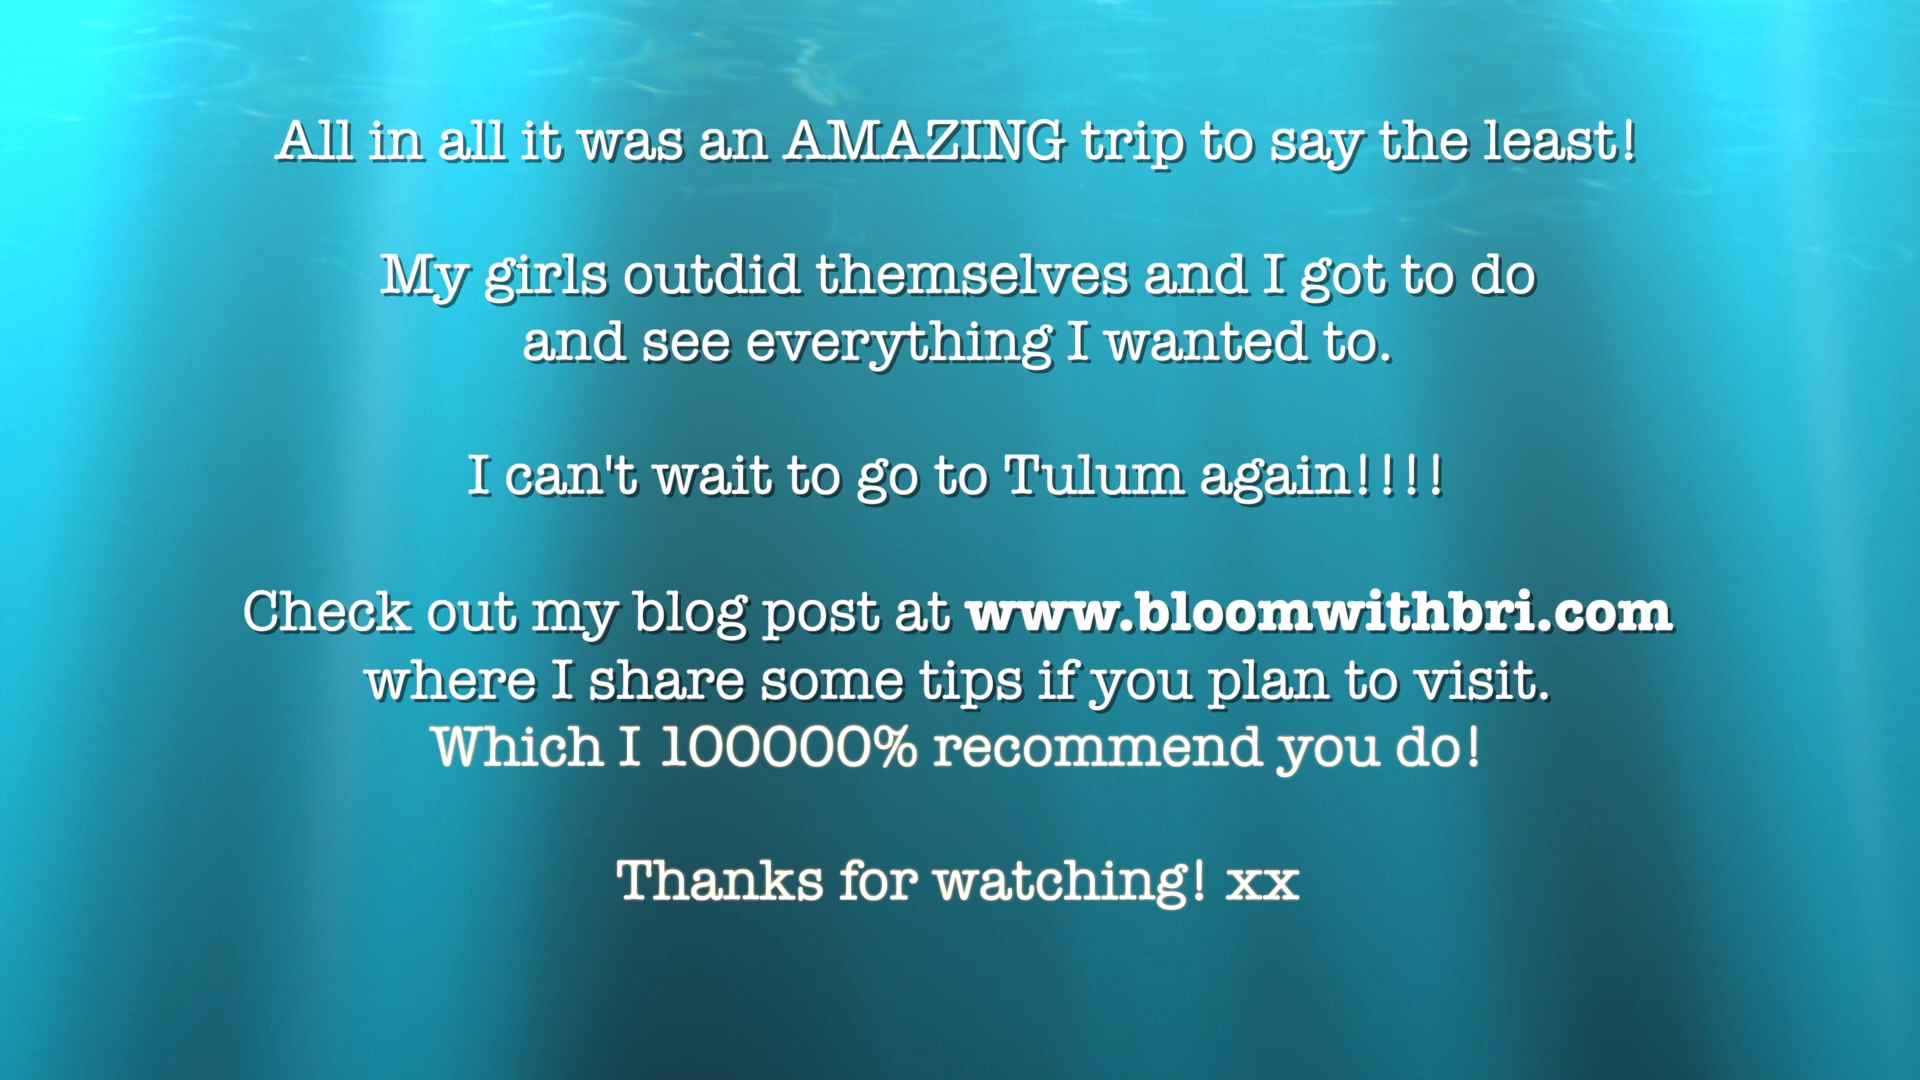 All in all it was an AMAZING trip to say the least!
My girls outdid themselves and I got to do
and see everything I wanted to.
I can't wait to go to Tulum again!!!!
Check out my blog post at www.bloomwithbri.com
where I share some tips if you plan to visit.
Which I 100000% recommend you do!
Thanks for watching! xx